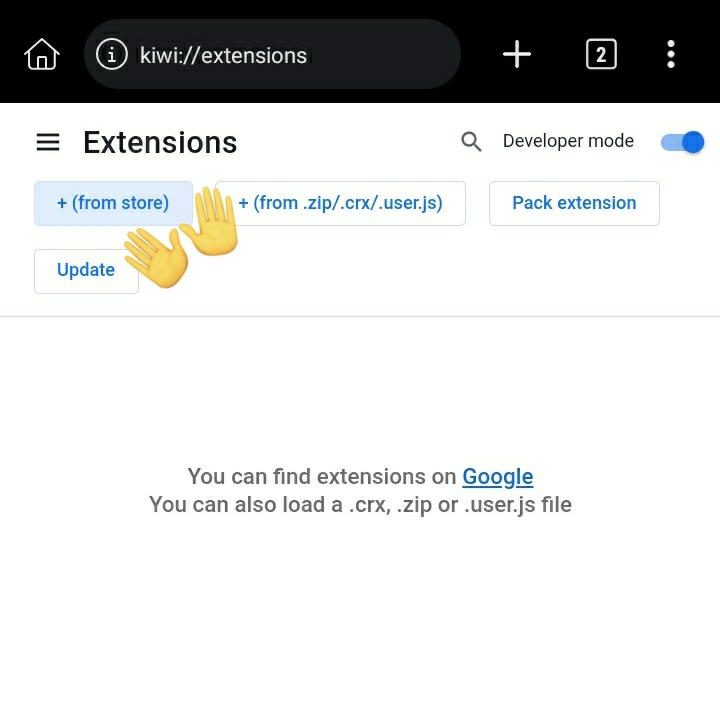 kiwi://extensions
2
Extensions
Developer mode
+ (from store)
+ (from .zip/.crx/.user.js)
Pack extension
Update
You can find extensions on Google
You can also load a .crx, .zip or .user.js file